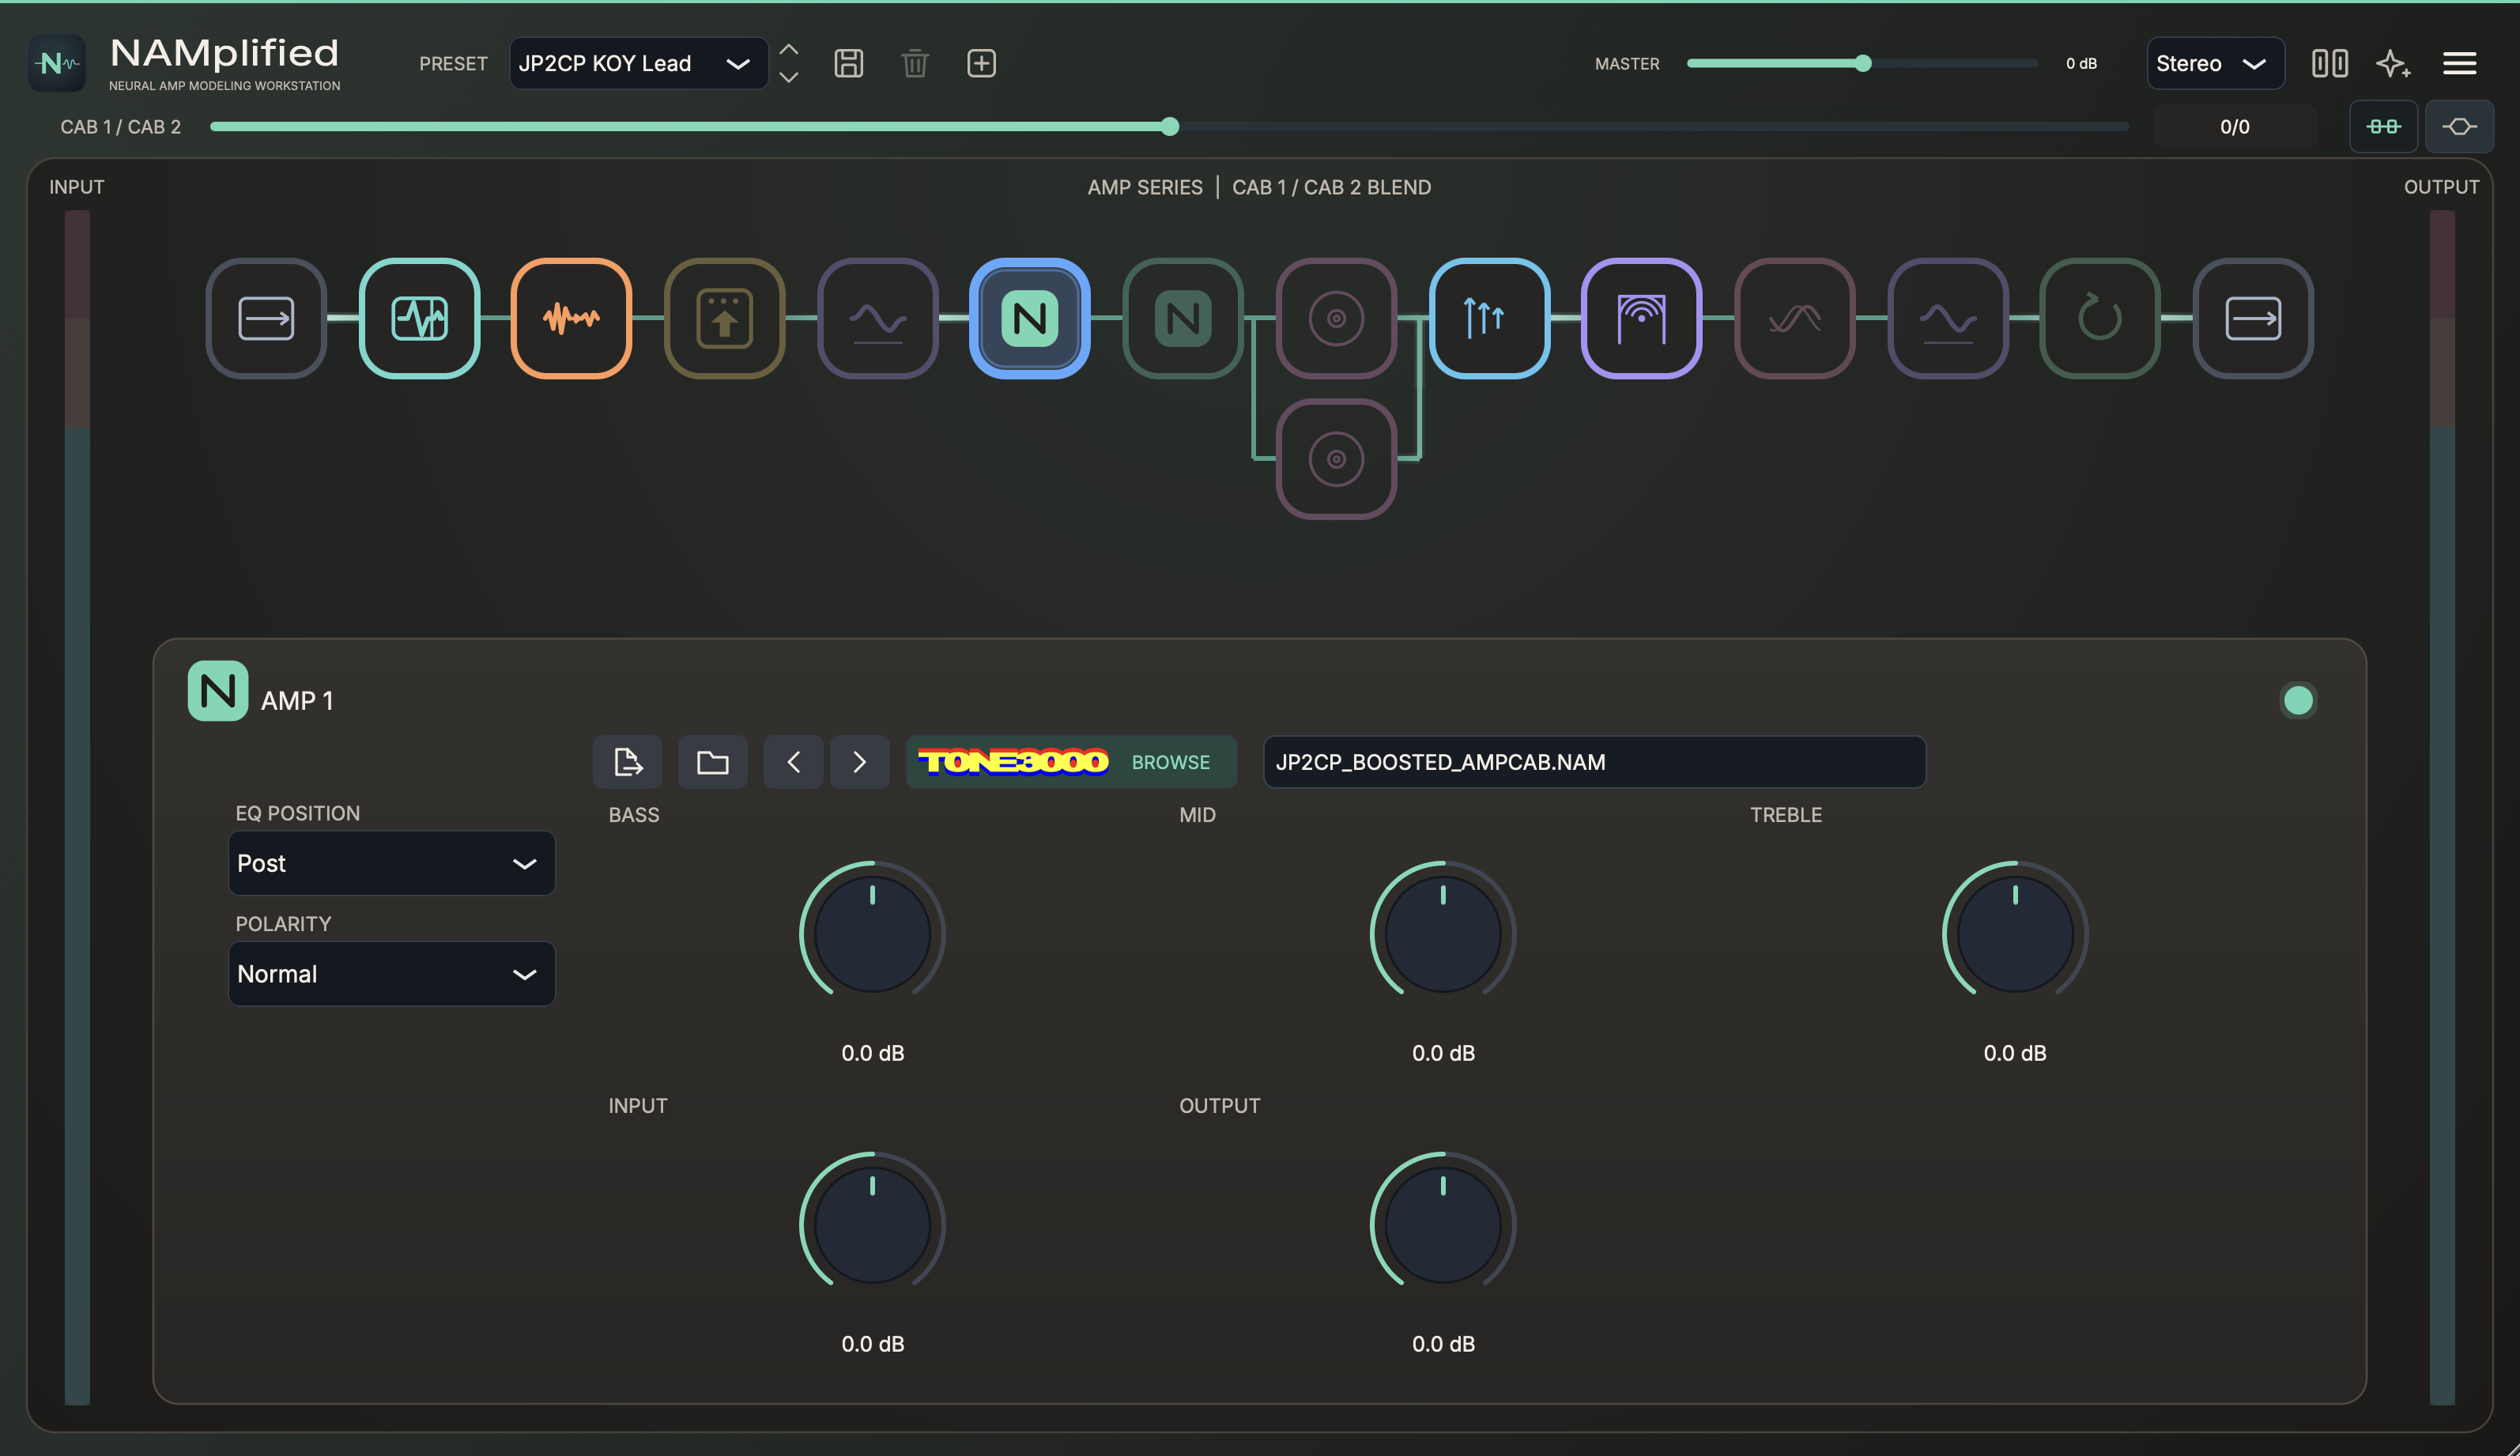 NAMplified
NEURAL AMP MODELING WORKSTATION
PRESET
JP2CP KOY Lead
MASTER
0 dB
Stereo
CAB 1 / CAB 2
0/0
INPUT
AMP SERIES | CAB 1 / CAB 2 BLEND
OUTPUT
AMP 1
TONE3000
BROWSE
JP2CP_BOOSTED_AMPCAB.NAM
EQ POSITION
Post
POLARITY
Normal
BASS
MID
TREBLE
0.0 dB
0.0 dB
0.0 dB
INPUT
OUTPUT
0.0 dB
0.0 dB